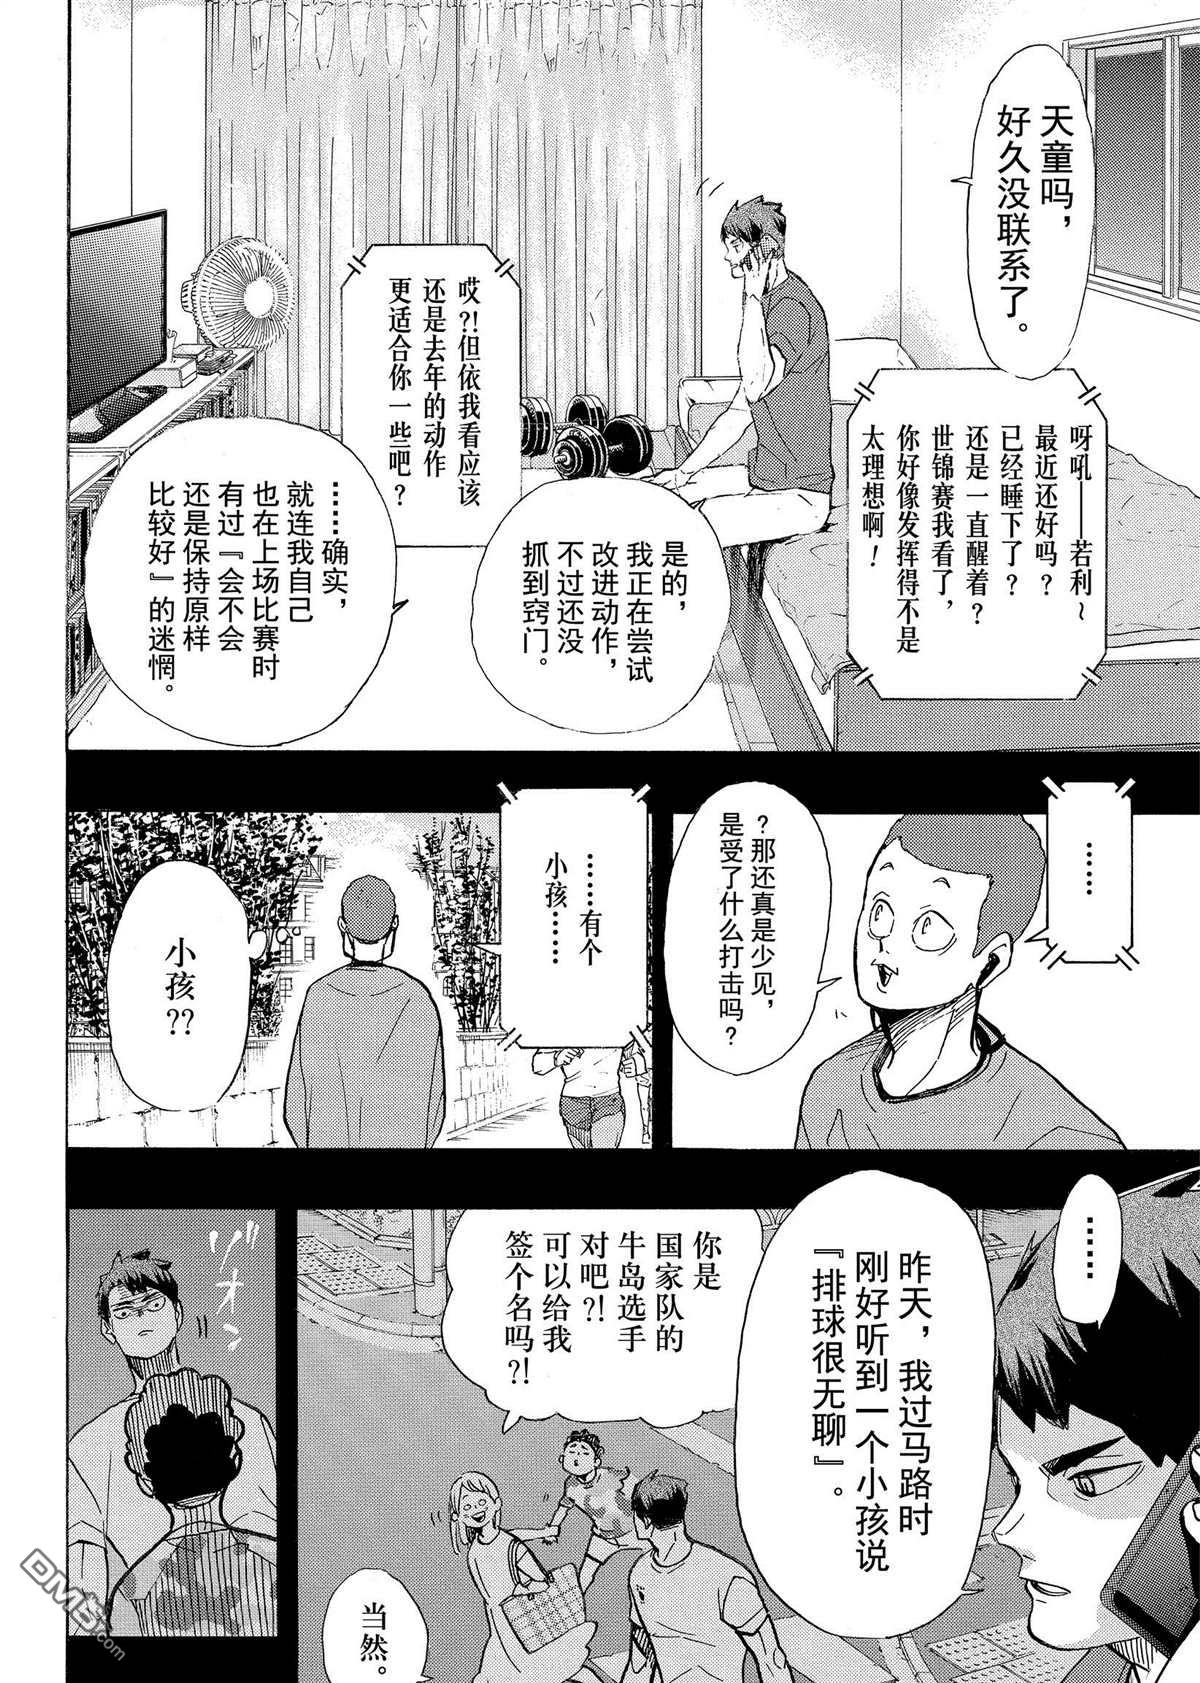 天童吗，
好久没联系了。
呀吼——若利~
最近还好吗？
已经睡下了？
还是一直醒着？
世锦赛我看了，
你好像发挥得不是
太理想啊！
是的，
我正在尝试
改进动作，
不过还没
抓到窍门。
哎?!但依我看应该
还是去年的动作
更适合你一些吧？
……确实，
就连我自己
也在上场比赛时
有过『会不会
还是保持原样
比较好』的迷惘。
……
？那还真是少见，
是受了什么打击吗？
……有个
小孩……
小孩??
……
昨天，我过马路时
刚好听到一个小孩说
『排球很无聊』。
你是
国家队的
牛岛选手
对吧?!
可以给我
签个名吗?!
当然。
ゾオン
DM5
.com